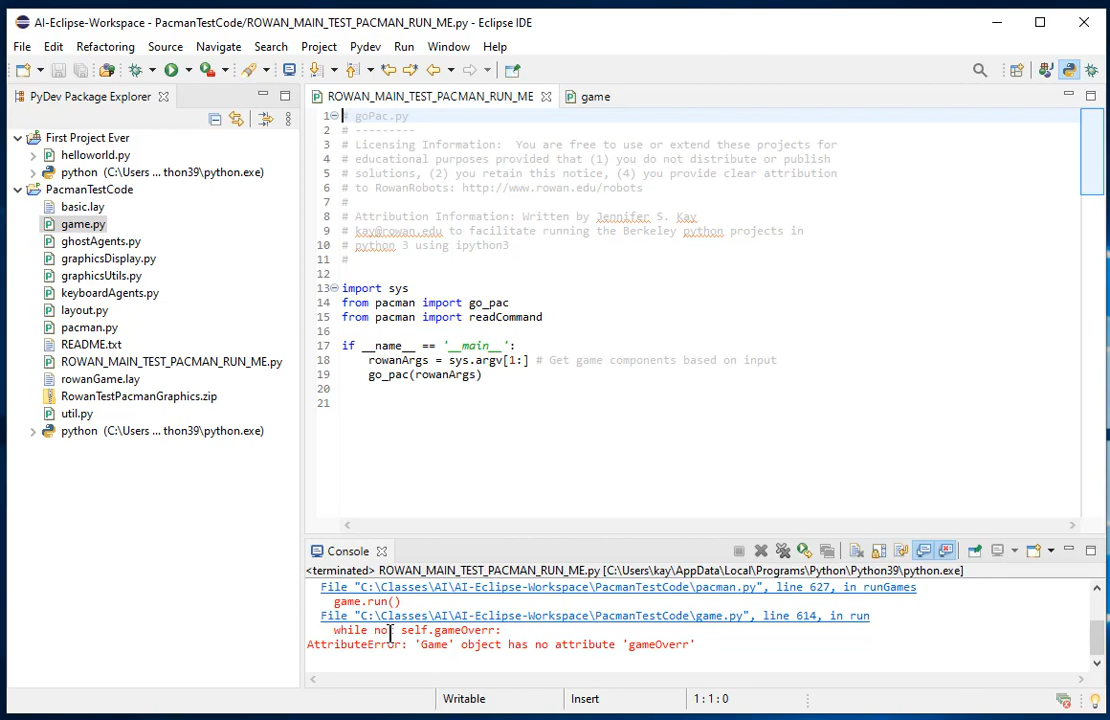 AI-Eclipse-Workspace - PacmanTestCode/ROWAN_MAIN_TEST_PACMAN_RUN_ME.py - Eclipse IDE
File Edit Refactoring Source Navigate Search Project Pydev Run Window Help
PyDev Package Explorer
First Project Ever
helloworld.py
python (C:\Users ... thon39\python.exe)
PacmanTestCode
basic.lay
game.py
ghostAgents.py
graphicsDisplay.py
graphicsUtils.py
keyboardAgents.py
layout.py
pacman.py
README.txt
ROWAN_MAIN_TEST_PACMAN_RUN_ME.py
rowanGame.lay
RowanTestPacmanGraphics.zip
util.py
python (C:\Users ... thon39\python.exe)
ROWAN_MAIN_TEST_PACMAN_RUN_ME game
1 # goPac.py
2 # ---------
3 # Licensing Information: You are free to use or extend these projects for
4 # educational purposes provided that (1) you do not distribute or publish
5 # solutions, (2) you retain this notice, (4) you provide clear attribution
6 # to RowanRobots: http://www.rowan.edu/robots
7 #
8 # Attribution Information: Written by Jennifer S. Kay
9 # kay@rowan.edu to facilitate running the Berkeley python projects in
10 # python 3 using ipython3
11 #
12
13 import sys
14 from pacman import go_pac
15 from pacman import readCommand
16
17 if __name__ == '__main__':
18 rowanArgs = sys.argv[1:] # Get game components based on input
19 go_pac(rowanArgs)
20
21
Console
<terminated> ROWAN_MAIN_TEST_PACMAN_RUN_ME.py [C:\Users\kay\AppData\Local\Programs\Python\Python39\python.exe]
File "C:\Classes\AI\AI-Eclipse-Workspace\PacmanTestCode\pacman.py", line 627, in runGames
game.run()
File "C:\Classes\AI\AI-Eclipse-Workspace\PacmanTestCode\game.py", line 614, in run
while not self.gameOverr:
AttributeError: 'Game' object has no attribute 'gameOverr'
Writable Insert 1:1:0